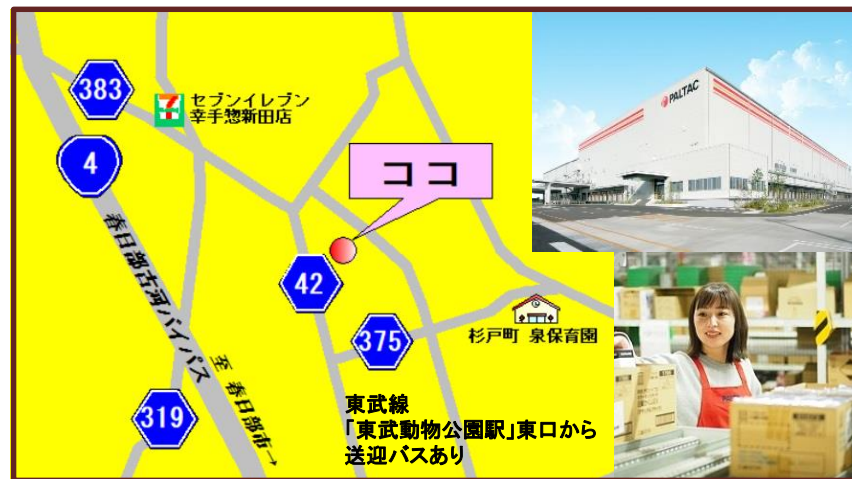 383
セブンイレブン
幸手惣新田店
4
ココ
PALTAC
春日部古河バイパス
42
375
杉戸町 泉保育園
319
至 春日部市→
東武線
「東武動物公園駅」東口から
送迎バスあり